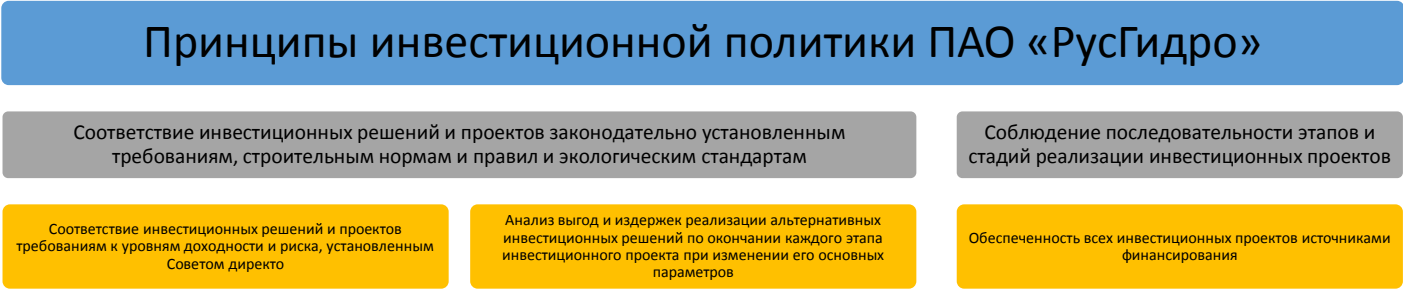 Принципы инвестиционной политики ПАО «РусГидро»
Соответствие инвестиционных решений и проектов законодательно установленным
требованиям, строительным нормам и правил и экологическим стандартам
Соблюдение последовательности этапов и
стадий реализации инвестиционных проектов
Соответствие инвестиционных решений и проектов
требованиям к уровням доходности и риска, установленным
Советом директо
Анализ выгод и издержек реализации альтернативных
инвестиционных решений по окончании каждого этапа
инвестиционного проекта при изменении его основных
параметров
Обеспеченность всех инвестиционных проектов источниками
финансирования